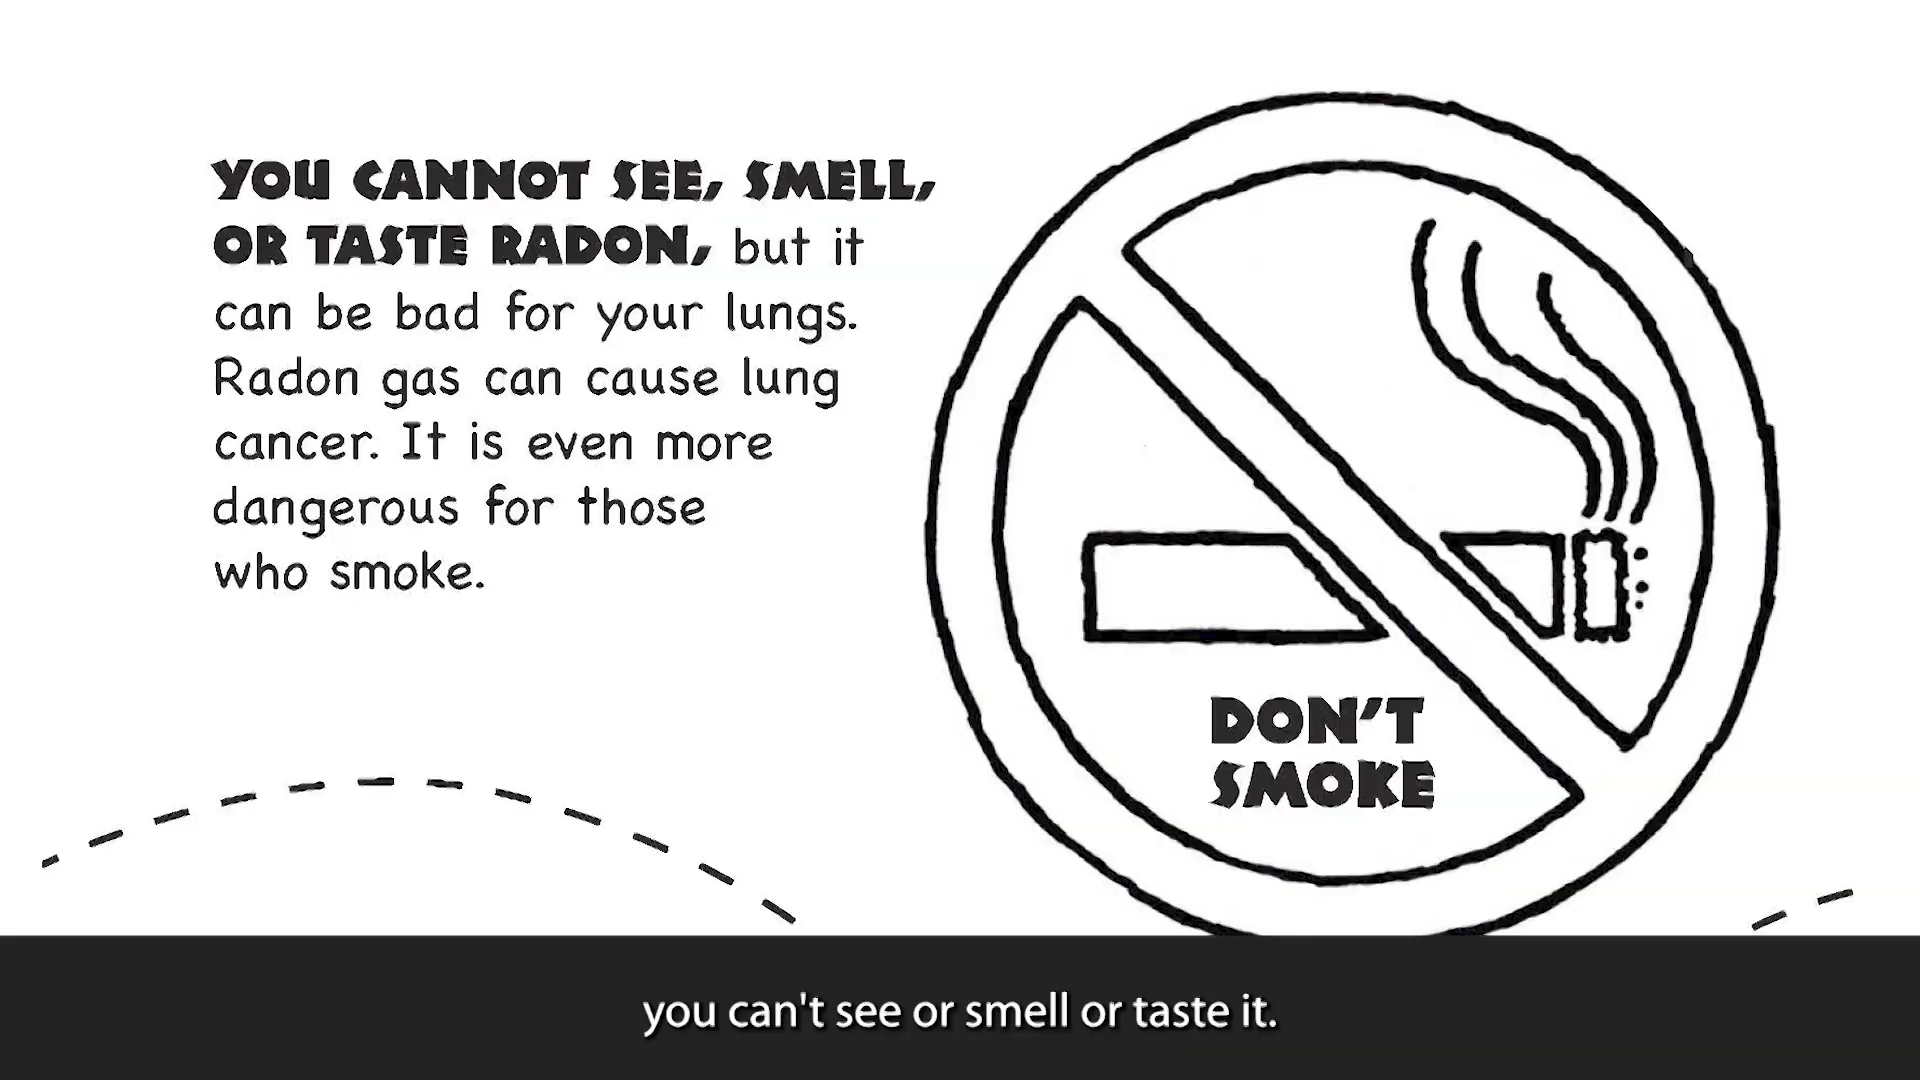 YOU CANNOT SEE, SMELL,
OR TASTE RADON, but it
can be bad for your lungs.
Radon gas can cause lung
cancer. It is even more
dangerous for those
who smoke.
DON'T
SMOKE
you can't see or smell or taste it.